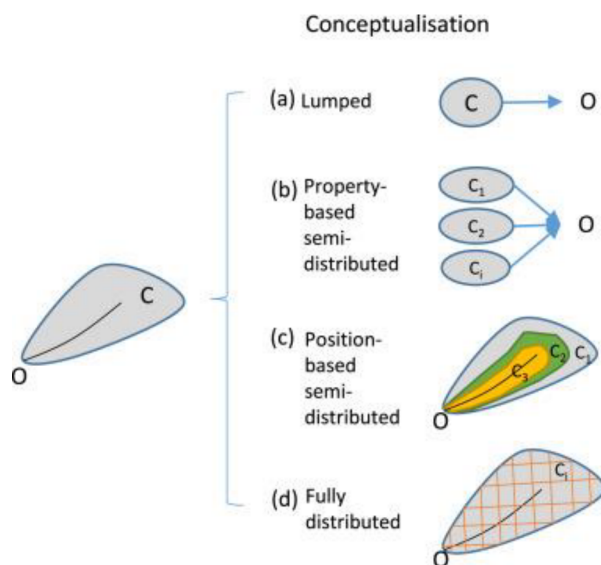 Conceptualisation
(a) Lumped
C
O
(b) Property-
based
semi-
distributed
C1
C2
Ci
O
C
O
(c) Position-
based
semi-
distributed
C1
C2
C3
O
(d) Fully
distributed
Ci
O